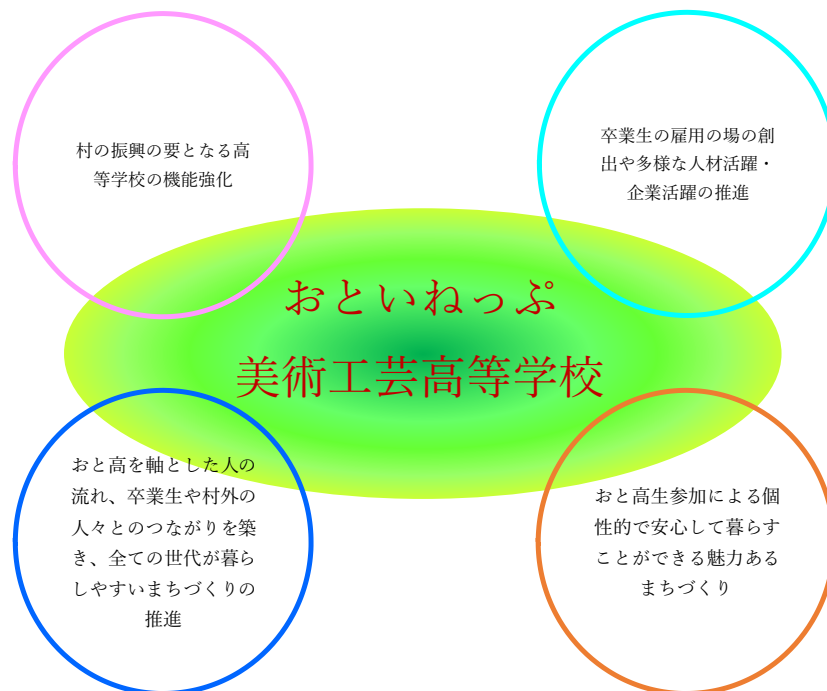 村の振興の要となる高
等学校の機能強化
卒業生の雇用の場の創
出や多様な人材活躍・
企業活躍の推進
おといねっぷ
美術工芸高等学校
おと高を軸とした人の
流れ、卒業生や村外の
人々とのつながりを築
き、全ての世代が暮ら
しやすいまちづくりの
推進
おと高生参加による個
性的で安心して暮らす
ことができる魅力ある
まちづくり